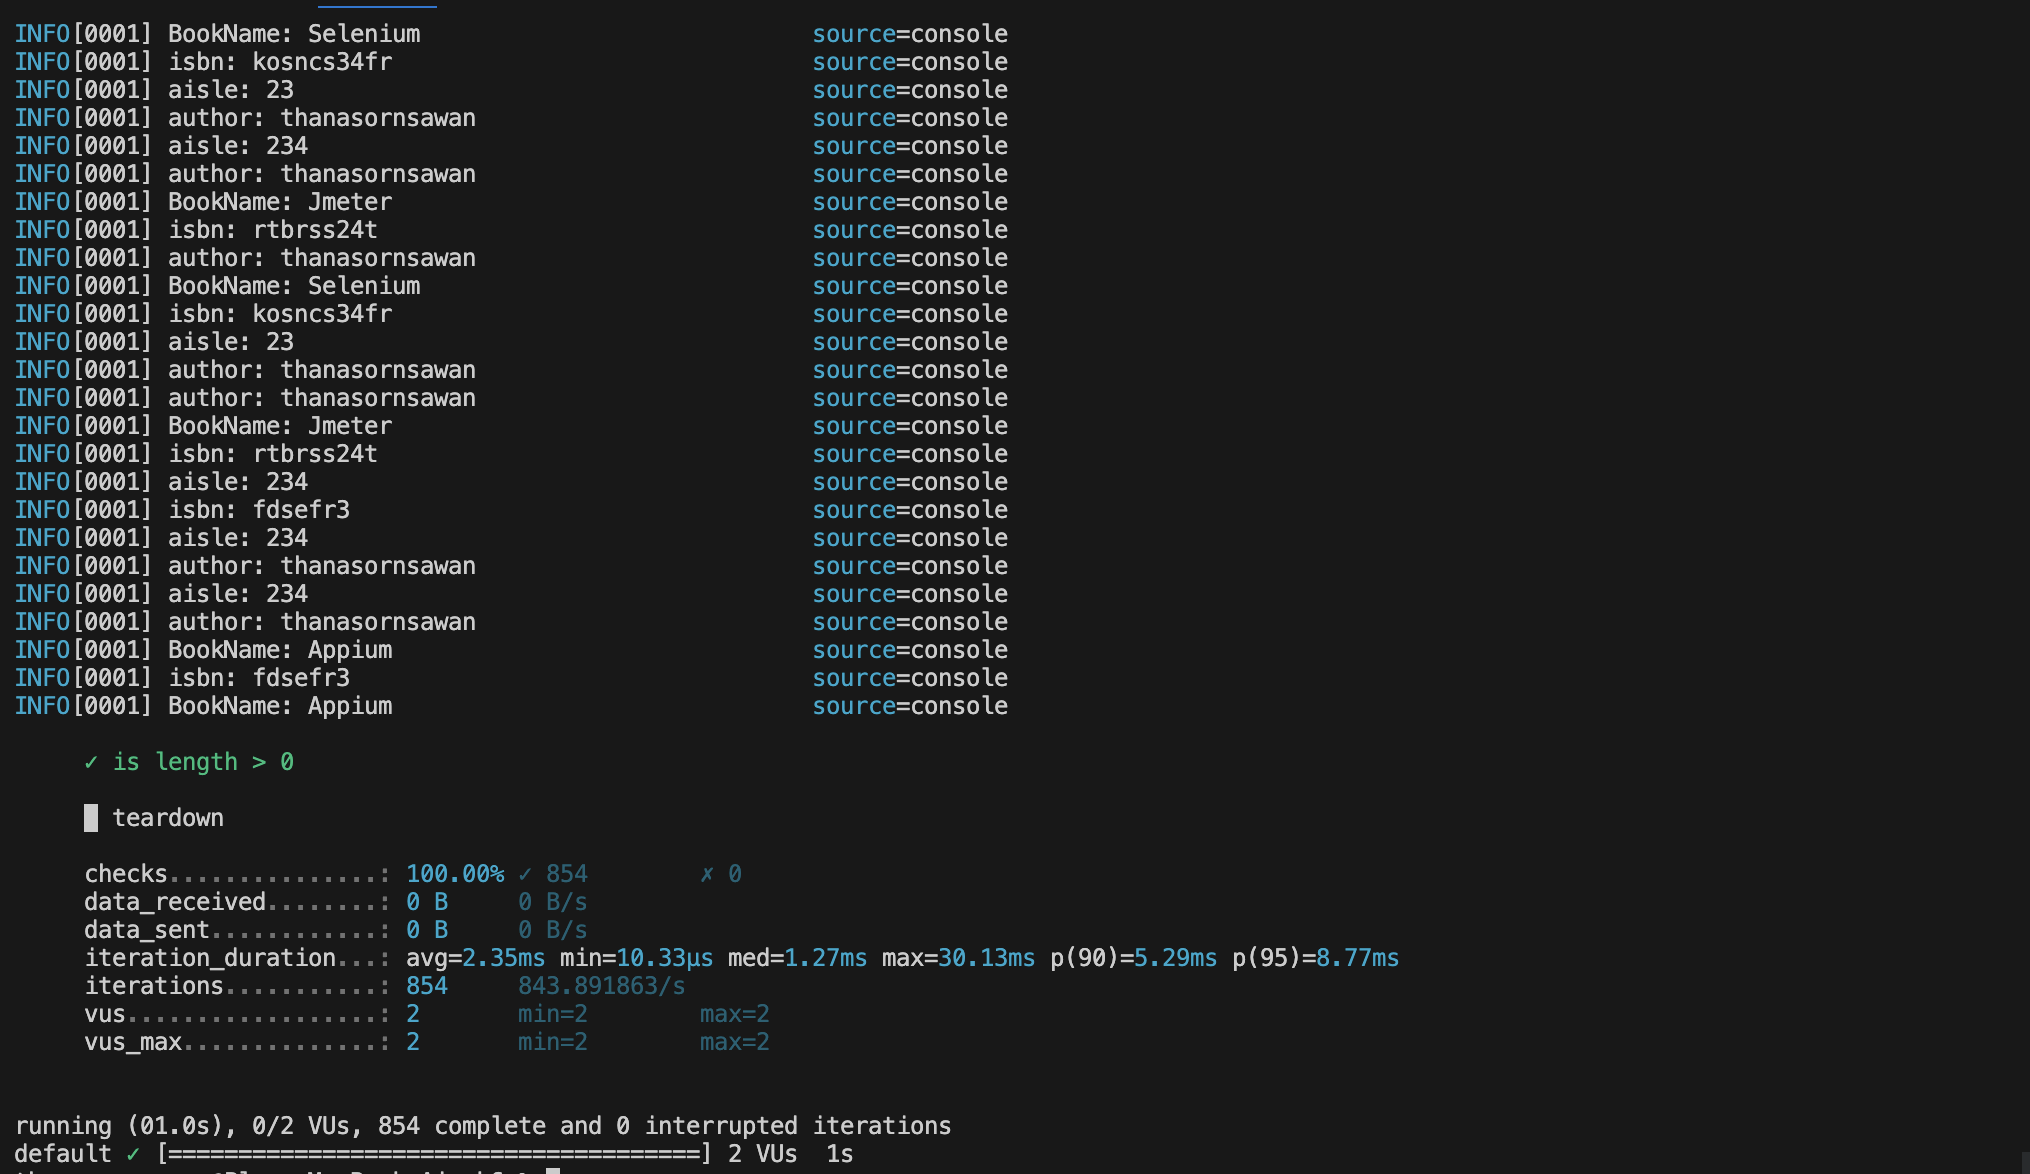 INFO[0001] BookName: Selenium source=console
INFO[0001] isbn: kosncs34fr source=console
INFO[0001] aisle: 23 source=console
INFO[0001] author: thanasornsawan source=console
INFO[0001] aisle: 234 source=console
INFO[0001] author: thanasornsawan source=console
INFO[0001] BookName: Jmeter source=console
INFO[0001] isbn: rtbrss24t source=console
INFO[0001] author: thanasornsawan source=console
INFO[0001] BookName: Selenium source=console
INFO[0001] isbn: kosncs34fr source=console
INFO[0001] aisle: 23 source=console
INFO[0001] author: thanasornsawan source=console
INFO[0001] author: thanasornsawan source=console
INFO[0001] BookName: Jmeter source=console
INFO[0001] isbn: rtbrss24t source=console
INFO[0001] aisle: 234 source=console
INFO[0001] isbn: fdsefr3 source=console
INFO[0001] aisle: 234 source=console
INFO[0001] author: thanasornsawan source=console
INFO[0001] aisle: 234 source=console
INFO[0001] author: thanasornsawan source=console
INFO[0001] BookName: Appium source=console
INFO[0001] isbn: fdsefr3 source=console
INFO[0001] BookName: Appium source=console
✓ is length > 0
█ teardown
checks...............: 100.00% ✓ 854 ✗ 0
data_received........: 0 B 0 B/s
data_sent............: 0 B 0 B/s
iteration_duration...: avg=2.35ms min=10.33µs med=1.27ms max=30.13ms p(90)=5.29ms p(95)=8.77ms
iterations...........: 854 843.891863/s
vus..................: 2 min=2 max=2
vus_max..............: 2 min=2 max=2
running (01.0s), 0/2 VUs, 854 complete and 0 interrupted iterations
default ✓ [======================================] 2 VUs 1s